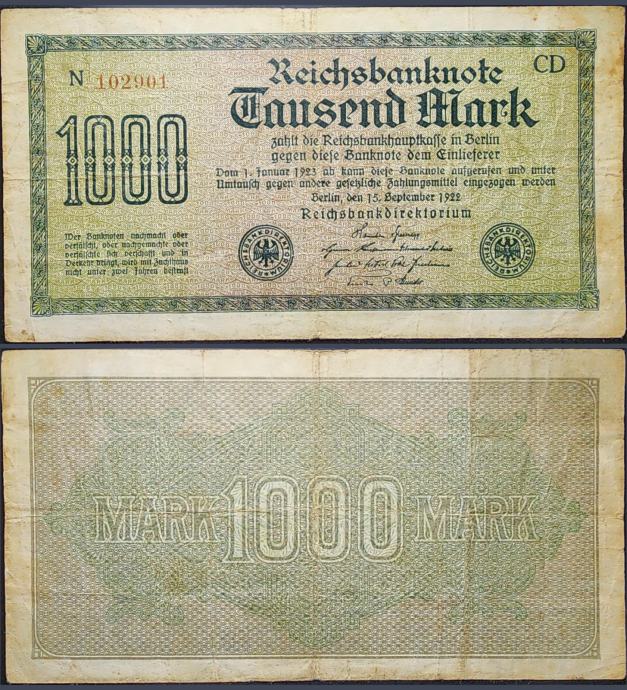 N 102901
CD
Reichsbanknote
Tausend Mark
1000
zahlt die Reichsbankhauptkasse in Berlin
gegen diese Banknote dem Einlieferer
Vom 1. Januar 1923 ab kann diese Banknote aufgerufen und unter
Umtausch gegen andere gesetzliche Zahlungsmittel eingezogen werden
Berlin, den 15. September 1922
Reichsbankdirektorium
Wer Banknoten nachmacht oder
verfälscht, oder nachgemachte oder
verfälschte sich verschafft und in
Verkehr bringt, wird mit Zuchthaus
nicht unter zwei Jahren bestraft
MARK 1000 MARK